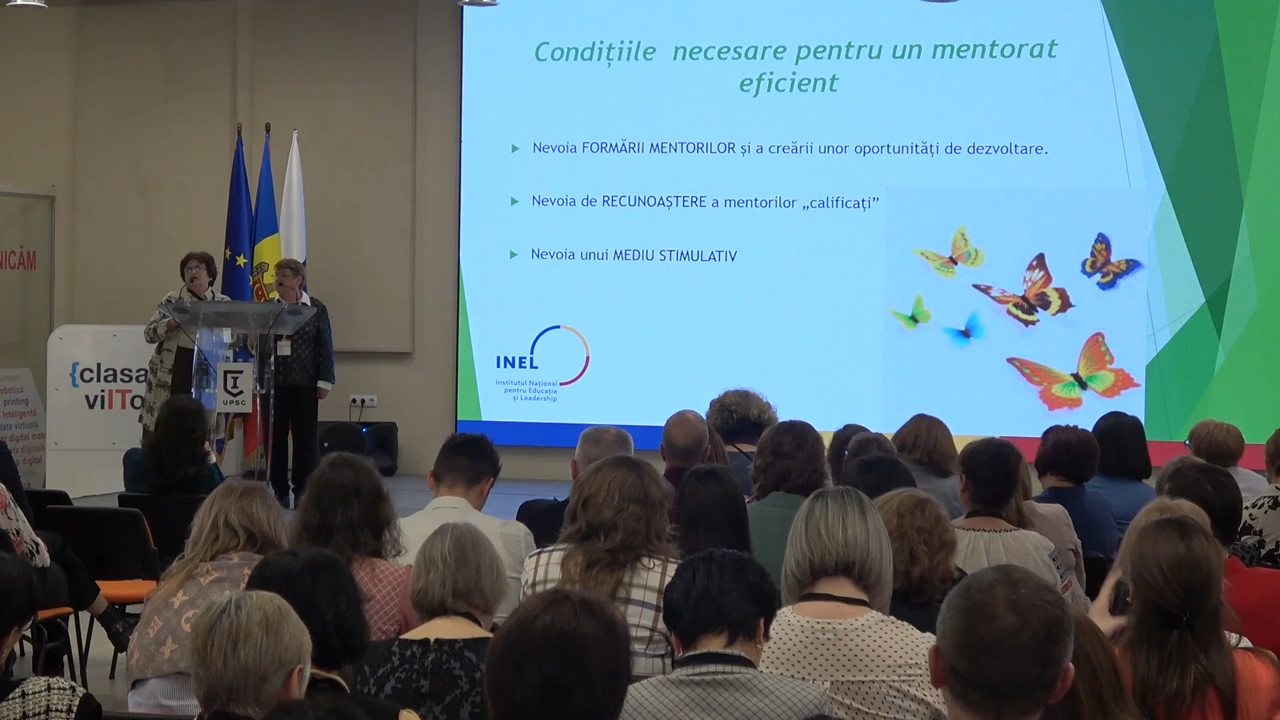 Condițiile necesare pentru un mentorat
eficient
Nevoia FORMĂRII MENTORILOR și a creării unor oportunități de dezvoltare.
Nevoia de RECUNOAȘTERE a mentorilor „calificați”
Nevoia unui MEDIU STIMULATIV
INEL
Institutul Național
pentru Educație
și Leadership
NICĂM
{clasa
viITo
UPSC
printing